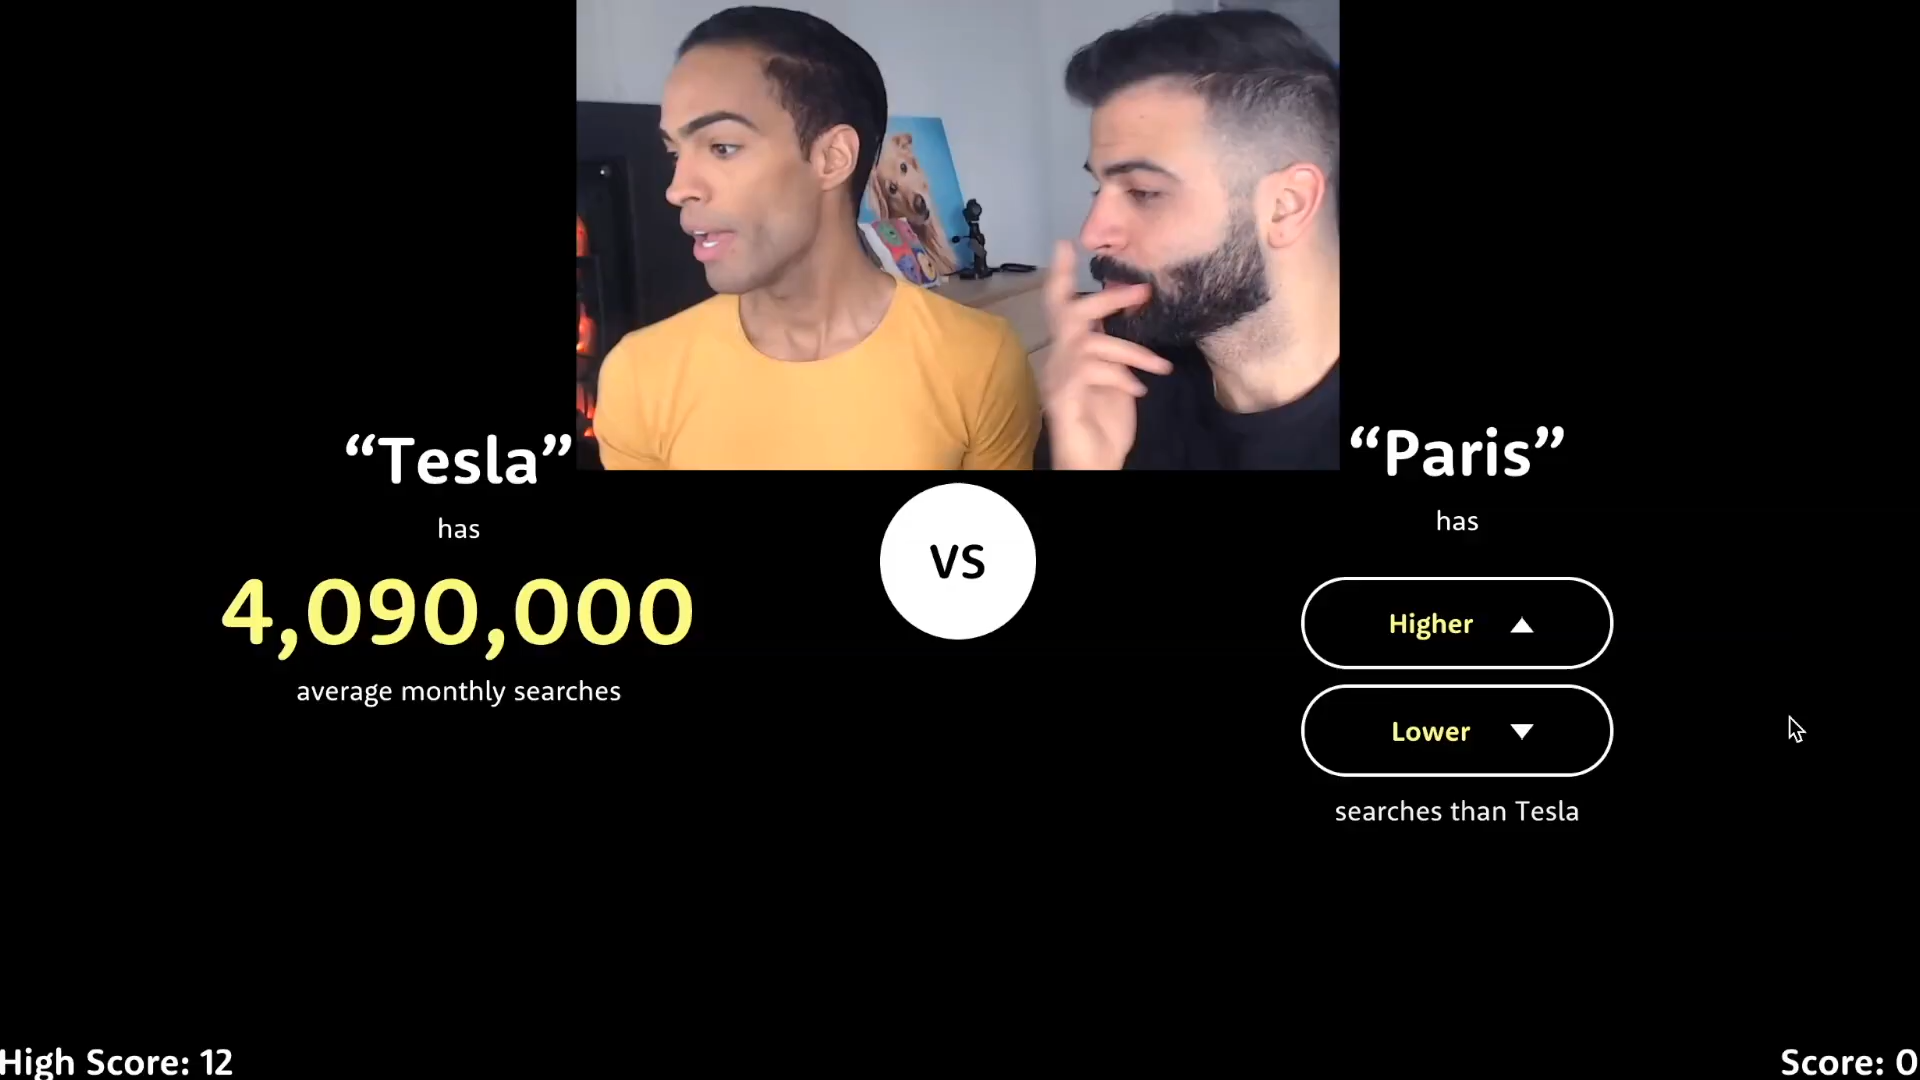 “Tesla”
has
4,090,000
average monthly searches
VS
“Paris”
has
Higher
Lower
searches than Tesla
High Score: 12
Score: 0